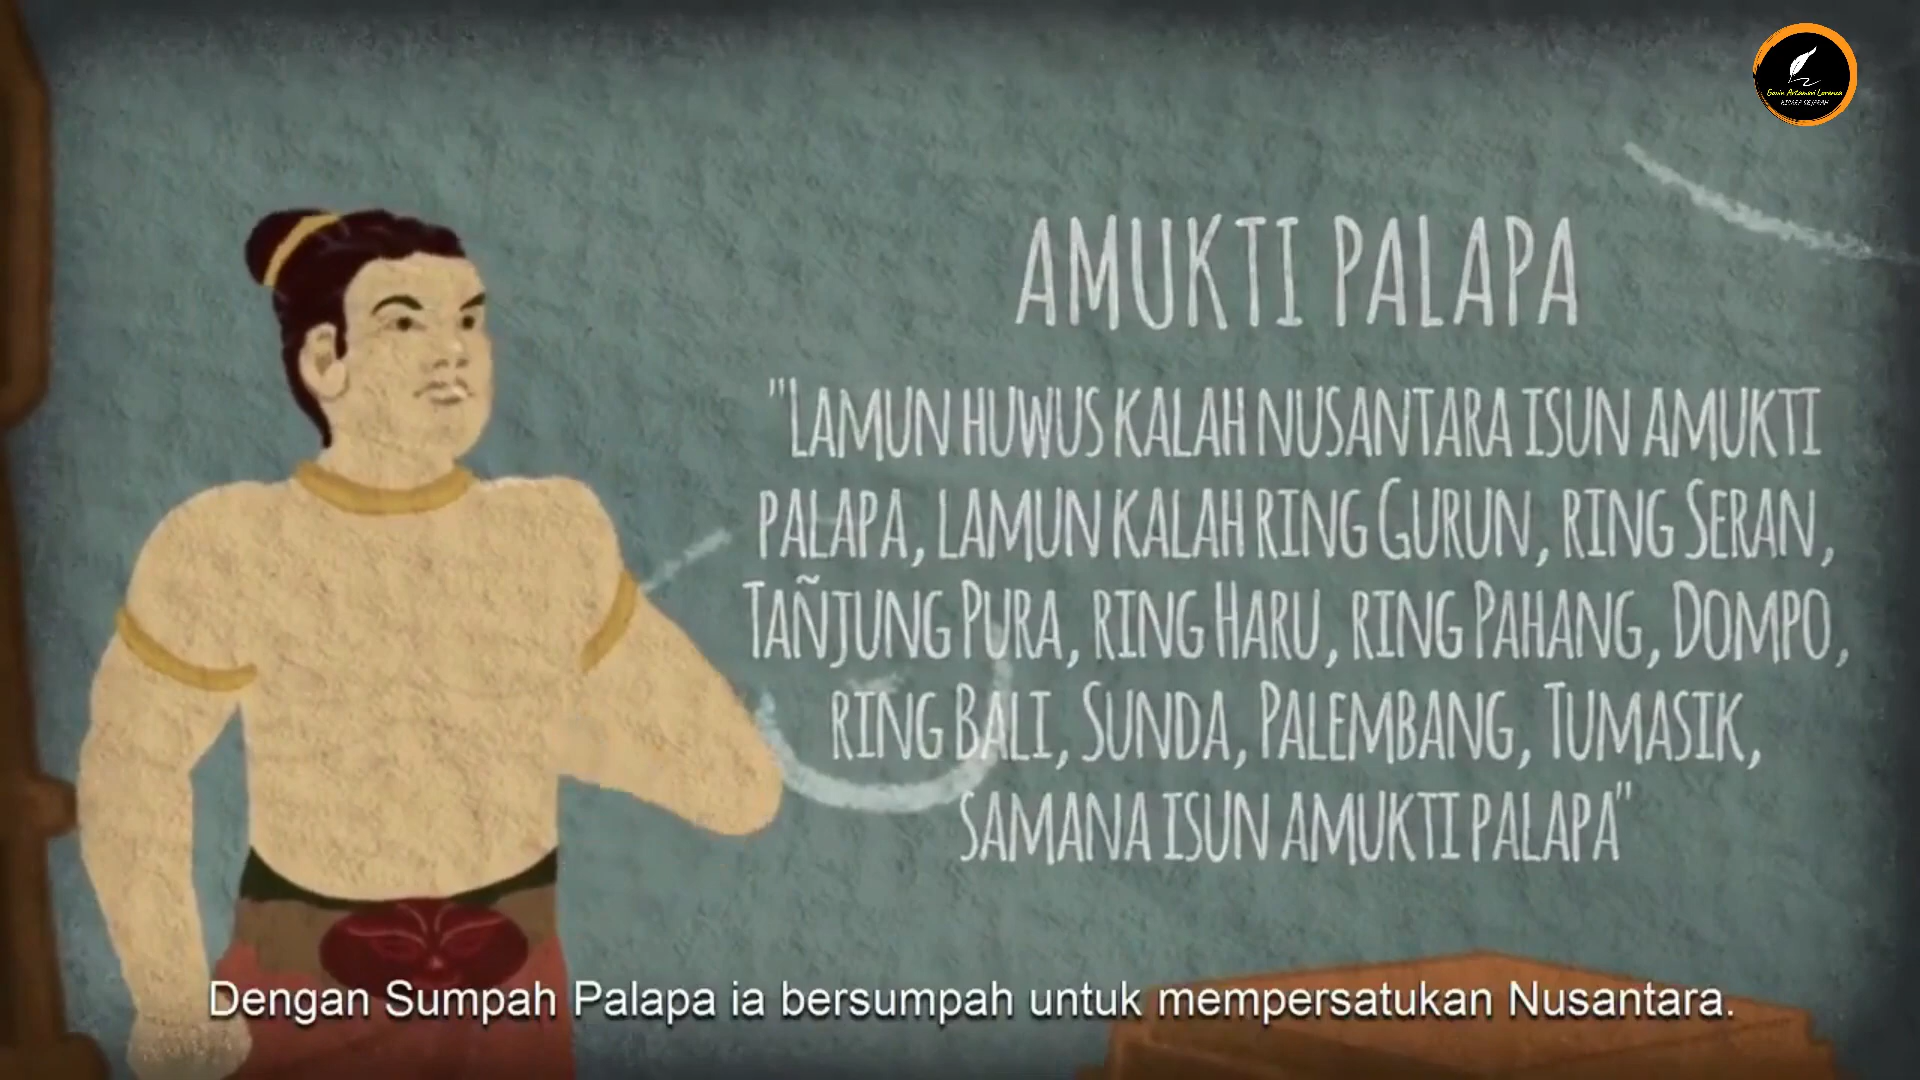 AMUKTI PALAPA
"LAMUN HUWUS KALAH NUSANTARA ISUN AMUKTI
PALAPA, LAMUN KALAH RING GURUN, RING SERAN,
TAÑJUNG PURA, RING HARU, RING PAHANG, DOMPO,
RING BALI, SUNDA, PALEMBANG, TUMASIK,
SAMANA ISUN AMUKTI PALAPA"
Dengan Sumpah Palapa ia bersumpah untuk mempersatukan Nusantara.